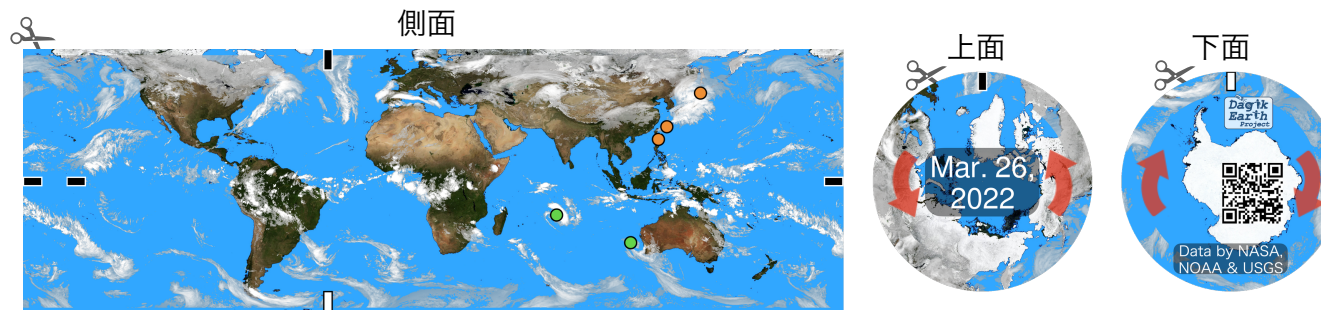 側面
上面
下面
Mar. 26,
2022
Dagik
Earth
Project
Data by NASA,
NOAA & USGS